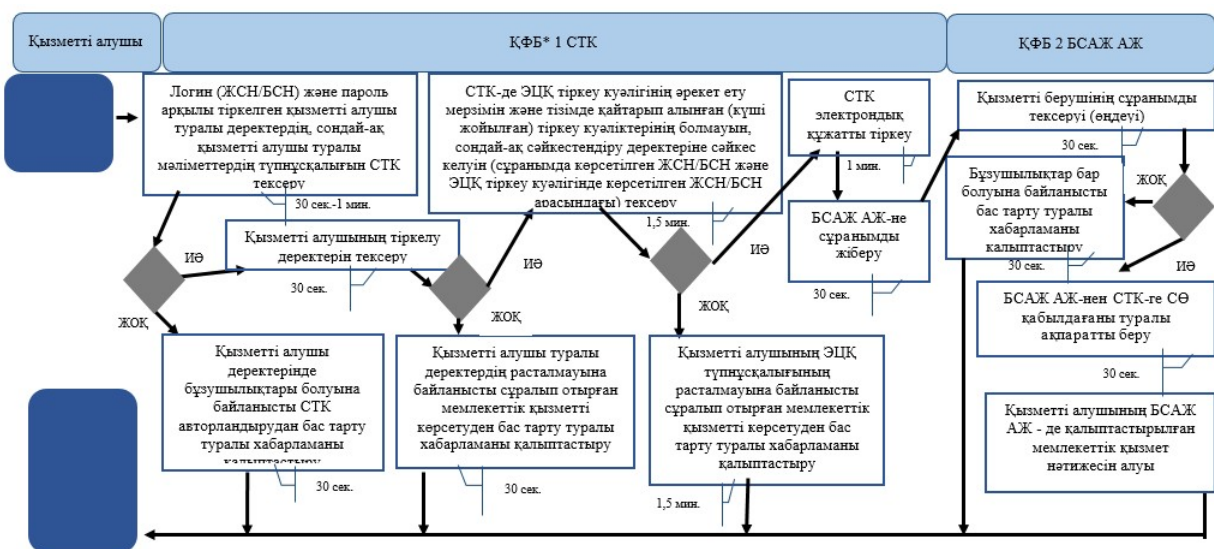 Қызметті алушы
ҚФБ* 1 СТК
ҚФБ 2 БСАЖ АЖ
Логин (ЖСН/БСН) және пароль
арқылы тіркелген қызметті алушы
туралы деректердің, сондай-ақ
қызметті алушы туралы
мәліметтердің түпнұсқалығын СТК
тексеру
30 сек.-1 мин.
СТК-де ЭЦҚ тіркеу куәлігінің әрекет ету
мерзімін және тізімде қайтарып алынған (күші
жойылған) тіркеу куәліктерінің болмауын,
сондай-ақ сәйкестендіру деректеріне сәйкес
келуін (сұранымда көрсетілген ЖСН/БСН және
ЭЦҚ тіркеу куәлігінде көрсетілген ЖСН/БСН
арасындағы) тексеру
1,5 мин.
СТК
электрондық
құжатты тіркеу
1 мин.
Қызметті берушінің сұранымды
тексеруі (өңдеуі)
30 сек.
Қызметті алушының тіркелу
деректерін тексеру
30 сек.
БСАЖ АЖ-не
сұранымды
жіберу
30 сек.
Бұзушылықтар бар
болуына байланысты
бас тарту туралы
хабарламаны
қалыптастыру
30 сек.
ЖОҚ
ИӘ
ИӘ
ЖОҚ
ИӘ
ЖОҚ
ИӘ
ЖОҚ
БСАЖ АЖ-нен СТК-ге СӨ
қабылдағаны туралы
ақпаратты беру
30 сек.
Қызметті алушы
деректерінде
бұзушылықтары болуына
байланысты СТК
авторландырудан бас тарту
туралы хабарламаны
қалыптастыру
30 сек.
Қызметті алушы туралы
деректердің расталмауына
байланысты сұралып отырған
мемлекеттік қызметті
көрсетуден бас тарту туралы
хабарламаны қалыптастыру
30 сек.
Қызметті алушының ЭЦҚ
түпнұсқалығының
расталмауына байланысты
сұралып отырған мемлекеттік
қызметті көрсетуден бас
тарту туралы хабарламаны
қалыптастыру
1,5 мин.
Қызметті алушының БСАЖ
АЖ - де қалыптастырылған
мемлекеттік қызмет
нәтижесін алуы